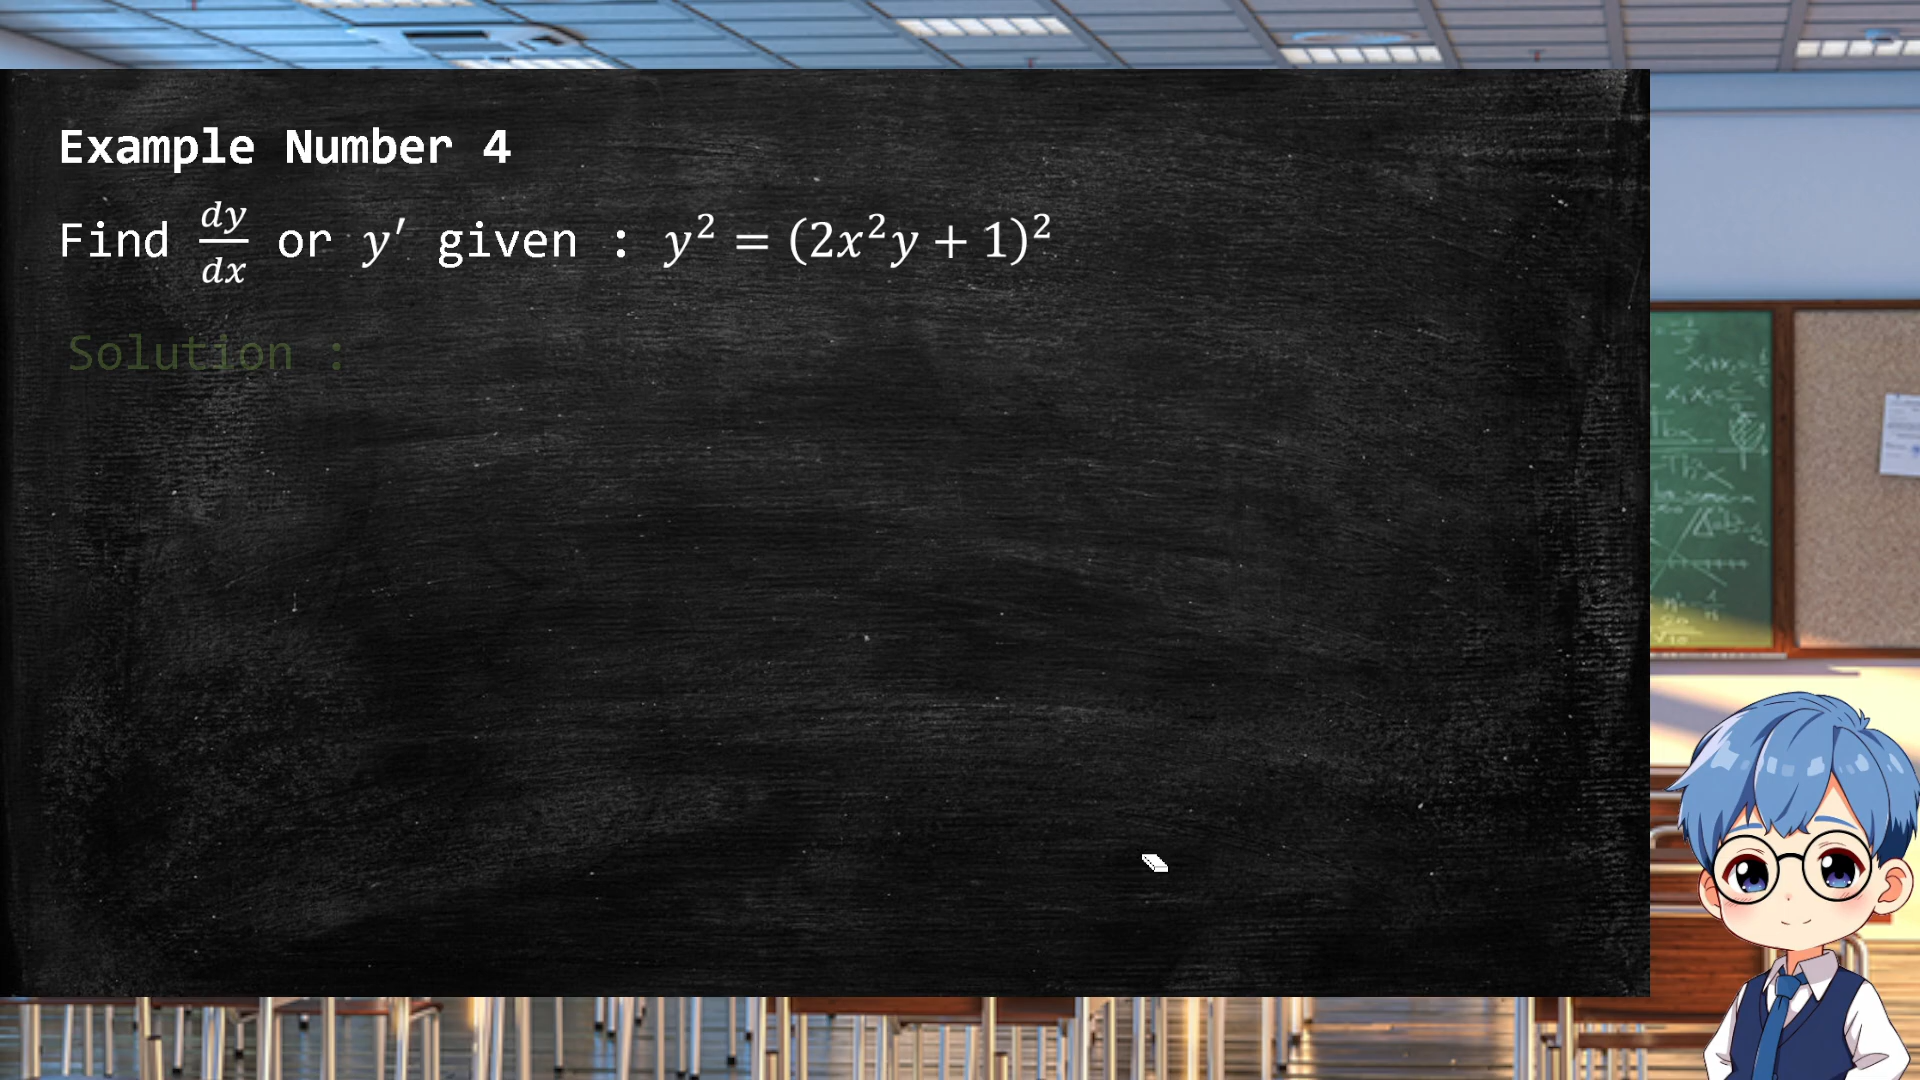 Example Number 4
Find dy/dx or y′ given : y² = (2x²y + 1)²
Solution :